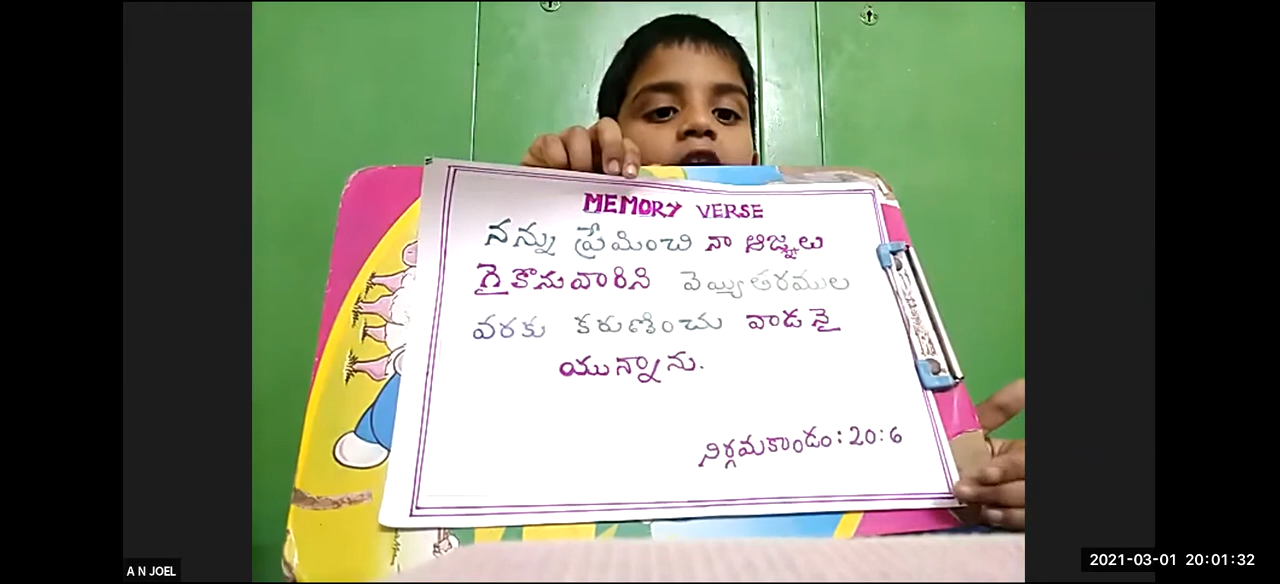 MEMORY VERSE
నన్ను ప్రేమించి నా ఆజ్ఞలు
గైకొనువారిని వెయ్యితరముల
వరకు కరుణించు వాడనై
యున్నాను.
నిర్గమకాండం:20:6
A N JOEL
2021-03-01 20:01:32